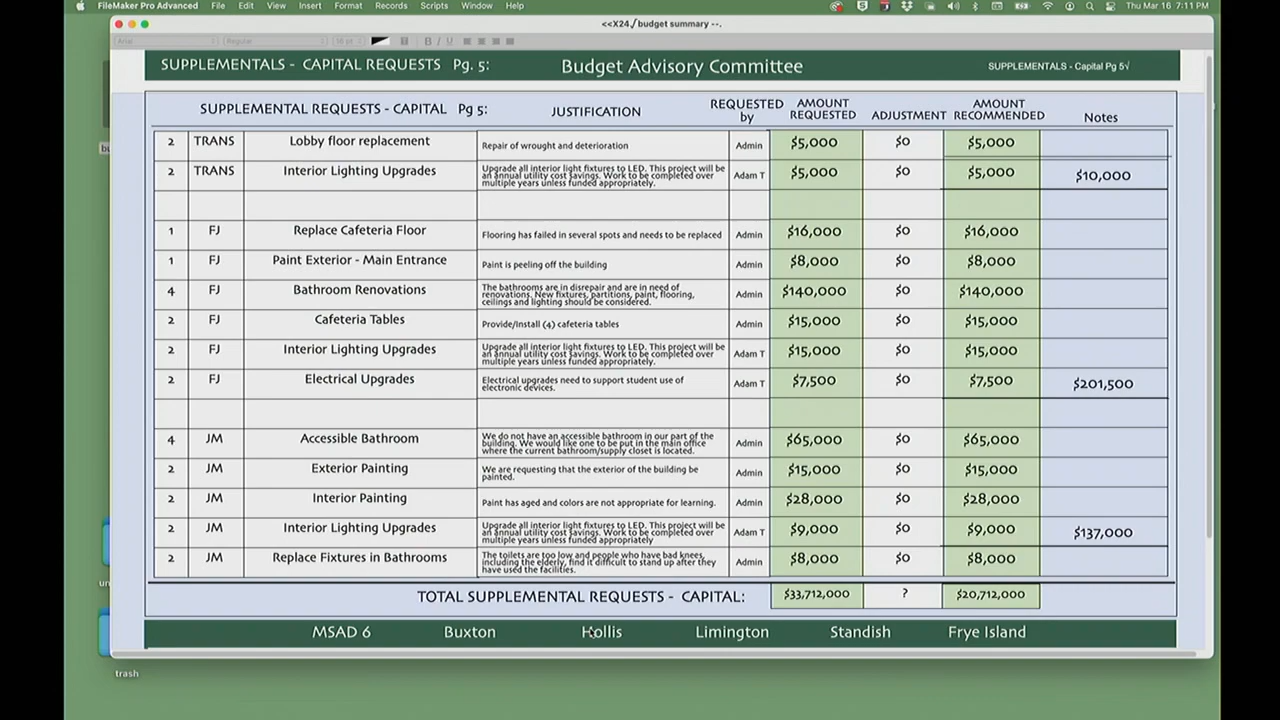 FileMaker Pro Advanced File Edit View Insert Format Records Scripts Window Help Thu Mar 16 7:11 PM
<<X24./budget summary --.
Arial Regular B I U
SUPPLEMENTALS - CAPITAL REQUESTS Pg. 5: Budget Advisory Committee SUPPLEMENTALS - Capital Pg 5√
SUPPLEMENTAL REQUESTS - CAPITAL Pg 5: JUSTIFICATION REQUESTED by AMOUNT REQUESTED ADJUSTMENT AMOUNT RECOMMENDED Notes
2 TRANS Lobby floor replacement Repair of wrought and deterioration Admin $5,000 $0 $5,000
2 TRANS Interior Lighting Upgrades Upgrade all interior light fixtures to LED. This project will be
an annual utility cost savings. Work to be completed over
multiple years unless funded appropriately. Adam T $5,000 $0 $5,000 $10,000
1 FJ Replace Cafeteria Floor Flooring has failed in several spots and needs to be replaced Admin $16,000 $0 $16,000
1 FJ Paint Exterior - Main Entrance Paint is peeling off the building Admin $8,000 $0 $8,000
4 FJ Bathroom Renovations The bathrooms are in disrepair and are in need of
renovations. New fixtures, partitions, paint, flooring,
ceilings and lighting should be considered. Admin $140,000 $0 $140,000
2 FJ Cafeteria Tables Provide/Install (4) cafeteria tables Admin $15,000 $0 $15,000
2 FJ Interior Lighting Upgrades Upgrade all interior light fixtures to LED. This project will be
an annual utility cost savings. Work to be completed over
multiple years unless funded appropriately. Adam T $15,000 $0 $15,000
2 FJ Electrical Upgrades Electrical upgrades need to support student use of
electronic devices. Adam T $7,500 $0 $7,500 $201,500
4 JM Accessible Bathroom We do not have an accessible bathroom in our part of the
building. We would like one to be put in the main office
where the current bathroom/supply closet is located. Admin $65,000 $0 $65,000
2 JM Exterior Painting We are requesting that the exterior of the building be
painted. Admin $15,000 $0 $15,000
2 JM Interior Painting Paint has aged and colors are not appropriate for learning. Admin $28,000 $0 $28,000
2 JM Interior Lighting Upgrades Upgrade all interior light fixtures to LED. This project will be
an annual utility cost savings. Work to be completed over
multiple years unless funded appropriately Adam T $9,000 $0 $9,000 $137,000
2 JM Replace Fixtures in Bathrooms The toilets are too low and people who have bad knees,
including the elderly, find it difficult to stand up after they
have used the facilities. Admin $8,000 $0 $8,000
TOTAL SUPPLEMENTAL REQUESTS - CAPITAL: $33,712,000 ? $20,712,000
MSAD 6 Buxton Hollis Limington Standish Frye Island
trash